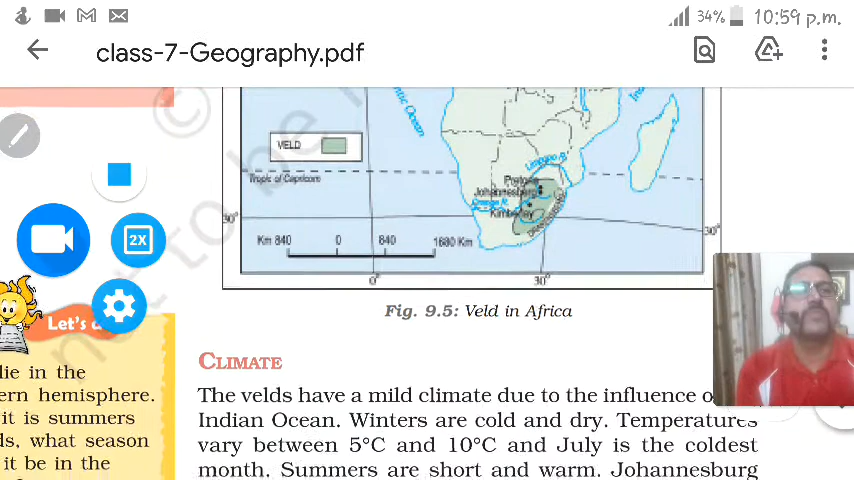 34% 10:59 p.m.
class-7-Geography.pdf
VELD
Tropic of Capricorn
Limpopo R.
Pretoria
Johannesburg
Orange R.
Kimberley
30°
30°
Km 840 0 840 1680 Km
0°
30°
2X
Fig. 9.5: Veld in Africa
Let's
lie in the
ern hemisphere.
it is summers
ds, what season
it be in the
CLIMATE
The velds have a mild climate due to the influence
Indian Ocean. Winters are cold and dry. Temperatures
vary between 5°C and 10°C and July is the coldest
month. Summers are short and warm. Johannesburg